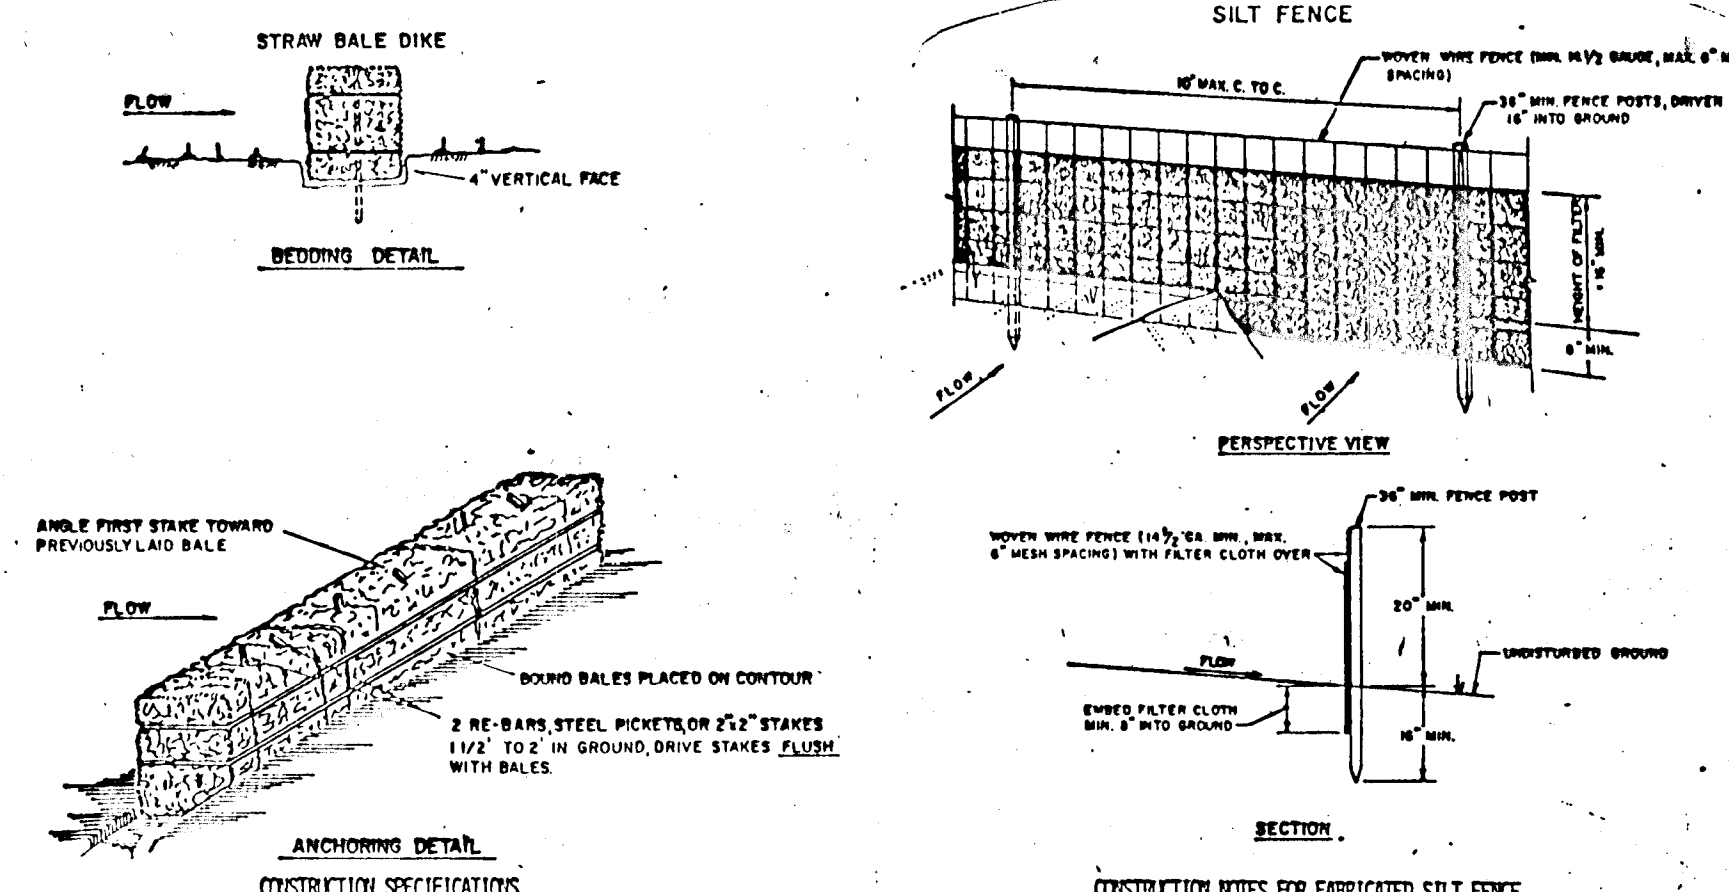 STRAW BALE DIKE
FLOW
4" VERTICAL FACE
BEDDING DETAIL
ANGLE FIRST STAKE TOWARD
PREVIOUSLY LAID BALE
FLOW
BOUND BALES PLACED ON CONTOUR
2 RE-BARS, STEEL PICKETS, OR 2"x2" STAKES
1 1/2' TO 2' IN GROUND, DRIVE STAKES FLUSH
WITH BALES.
ANCHORING DETAIL
CONSTRUCTION SPECIFICATIONS
SILT FENCE
WOVEN WIRE FENCE (MIN. 14 1/2 GAUGE, MAX. 6" M
SPACING)
10' MAX. C. TO C.
36" MIN. FENCE POSTS, DRIVEN
16" INTO GROUND
HEIGHT OF FILTER
MIN.
8" MIN.
FLOW
FLOW
PERSPECTIVE VIEW
36" MIN. FENCE POST
WOVEN WIRE FENCE (14 1/2 GA. MIN., MAX.
6" MESH SPACING) WITH FILTER CLOTH OVER
20" MIN.
FLOW
UNDISTURBED GROUND
EMBED FILTER CLOTH
MIN. 8" INTO GROUND
16" MIN.
SECTION
CONSTRUCTION NOTES FOR FABRICATED SILT FENCE